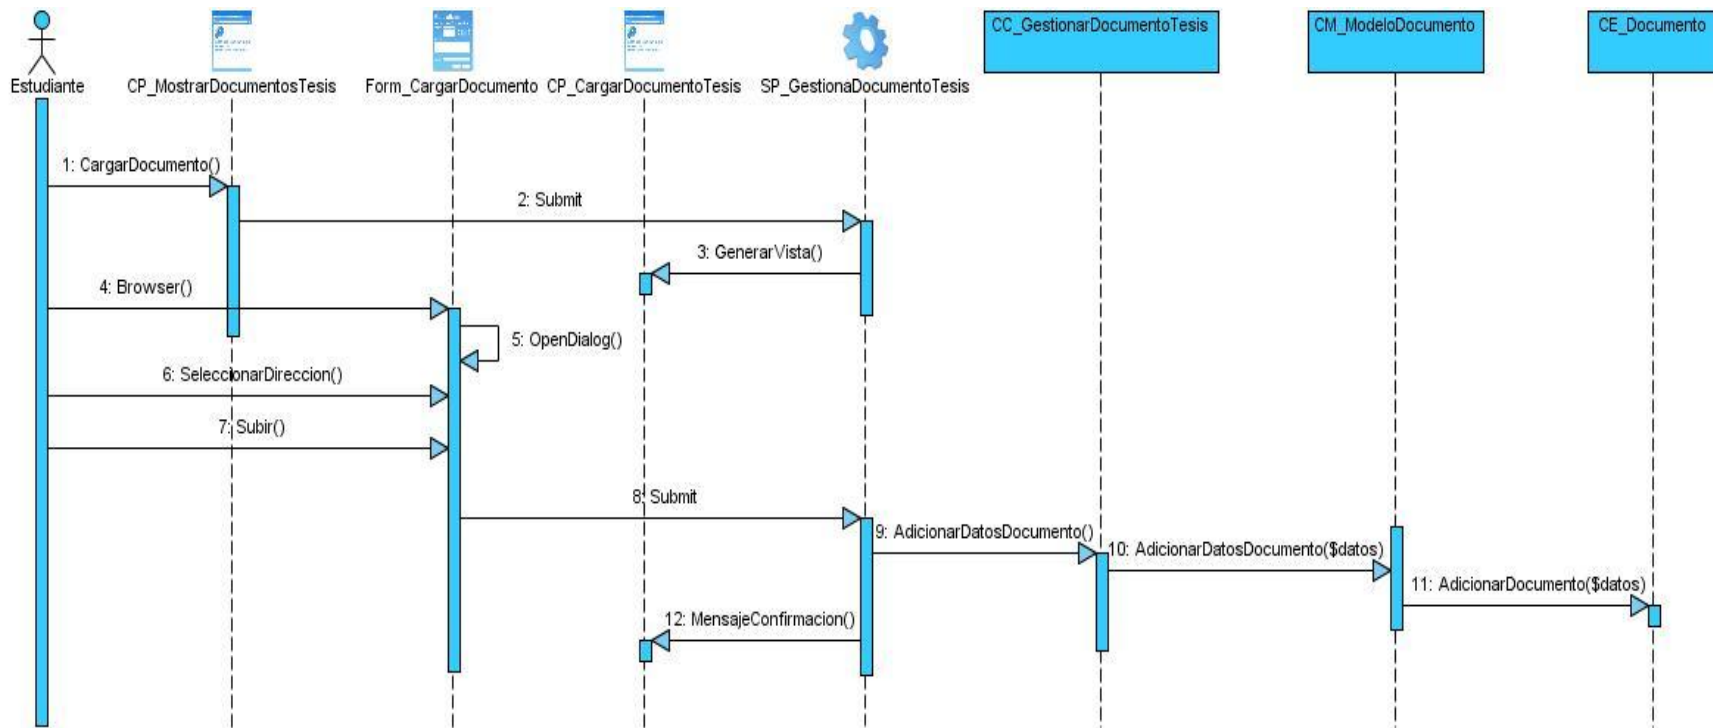 CC_GestionarDocumentoTesis
CM_ModeloDocumento
CE_Documento
Estudiante
CP_MostrarDocumentosTesis
Form_CargarDocumento
CP_CargarDocumentoTesis
SP_GestionaDocumentoTesis
1: CargarDocumento()
2: Submit
3: GenerarVista()
4: Browser()
5: OpenDialog()
6: SeleccionarDireccion()
7: Subir()
8: Submit
9: AdicionarDatosDocumento()
10: AdicionarDatosDocumento($datos)
11: AdicionarDocumento($datos)
12: MensajeConfirmacion()